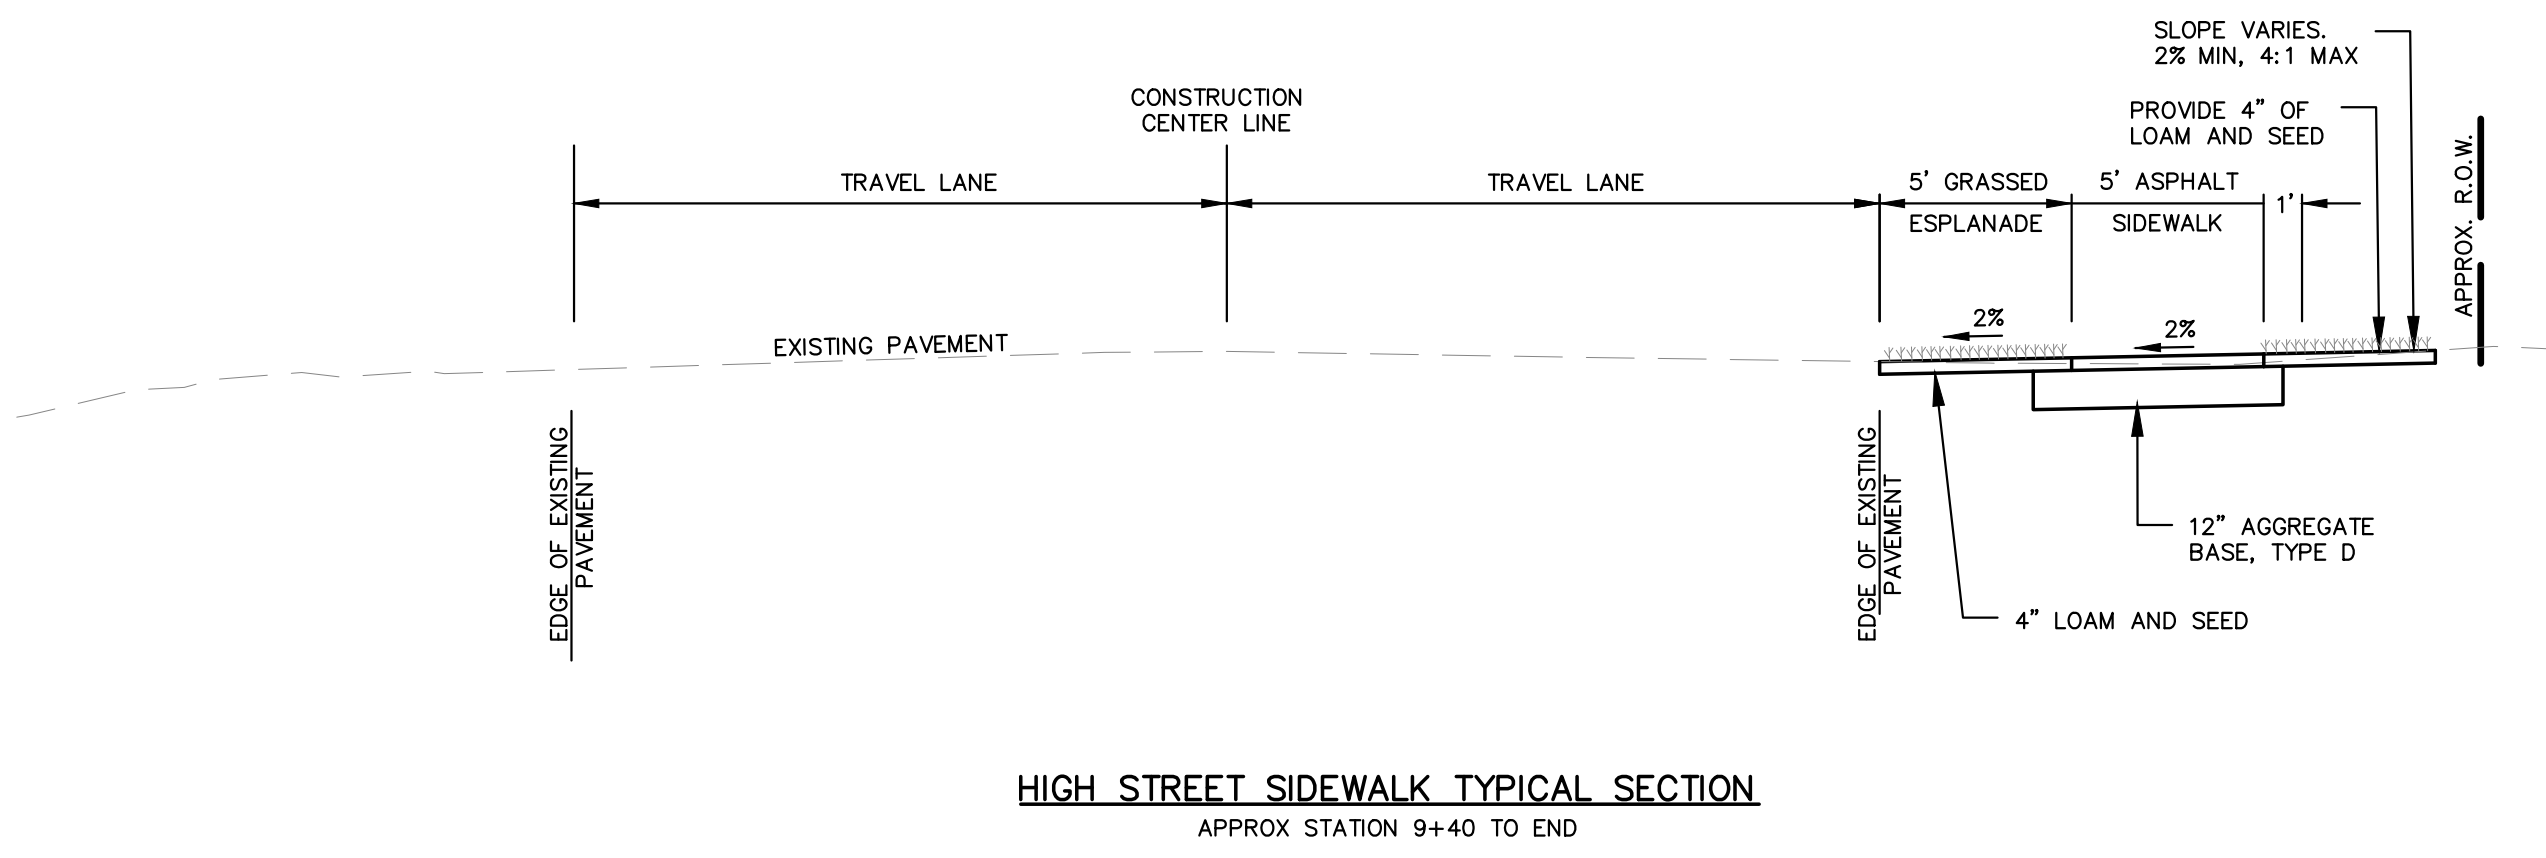 SLOPE VARIES.
2% MIN, 4:1 MAX
CONSTRUCTION
CENTER LINE
PROVIDE 4" OF
LOAM AND SEED
TRAVEL LANE
TRAVEL LANE
5' GRASSED
ESPLANADE
5' ASPHALT
SIDEWALK
1'
APPROX. R.O.W.
EXISTING PAVEMENT
2%
2%
EDGE OF EXISTING
PAVEMENT
EDGE OF EXISTING
PAVEMENT
12" AGGREGATE
BASE, TYPE D
4" LOAM AND SEED
HIGH STREET SIDEWALK TYPICAL SECTION
APPROX STATION 9+40 TO END